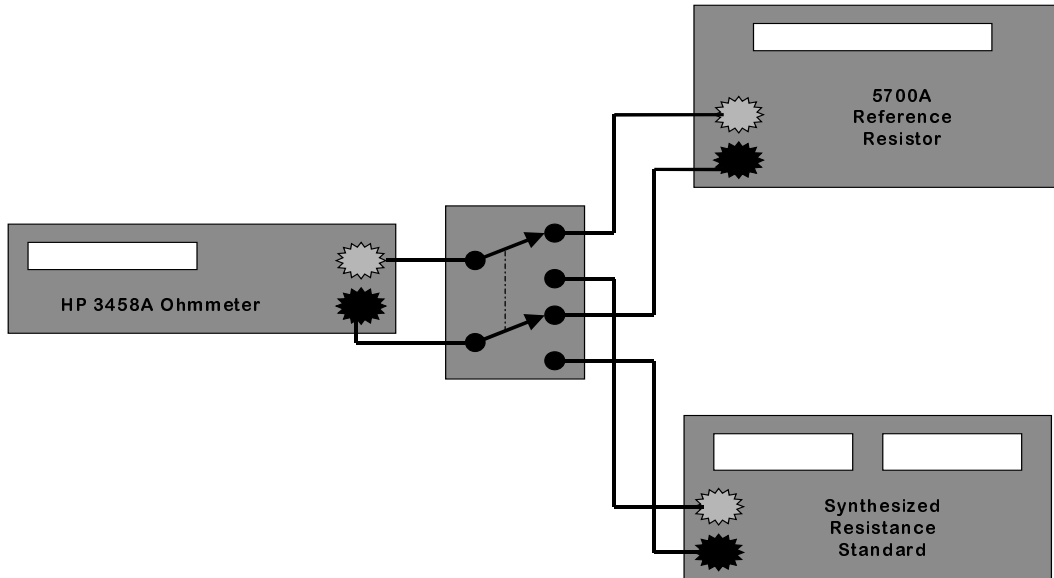 5700A
Reference
Resistor
HP 3458A Ohmmeter
Synthesized
Resistance
Standard